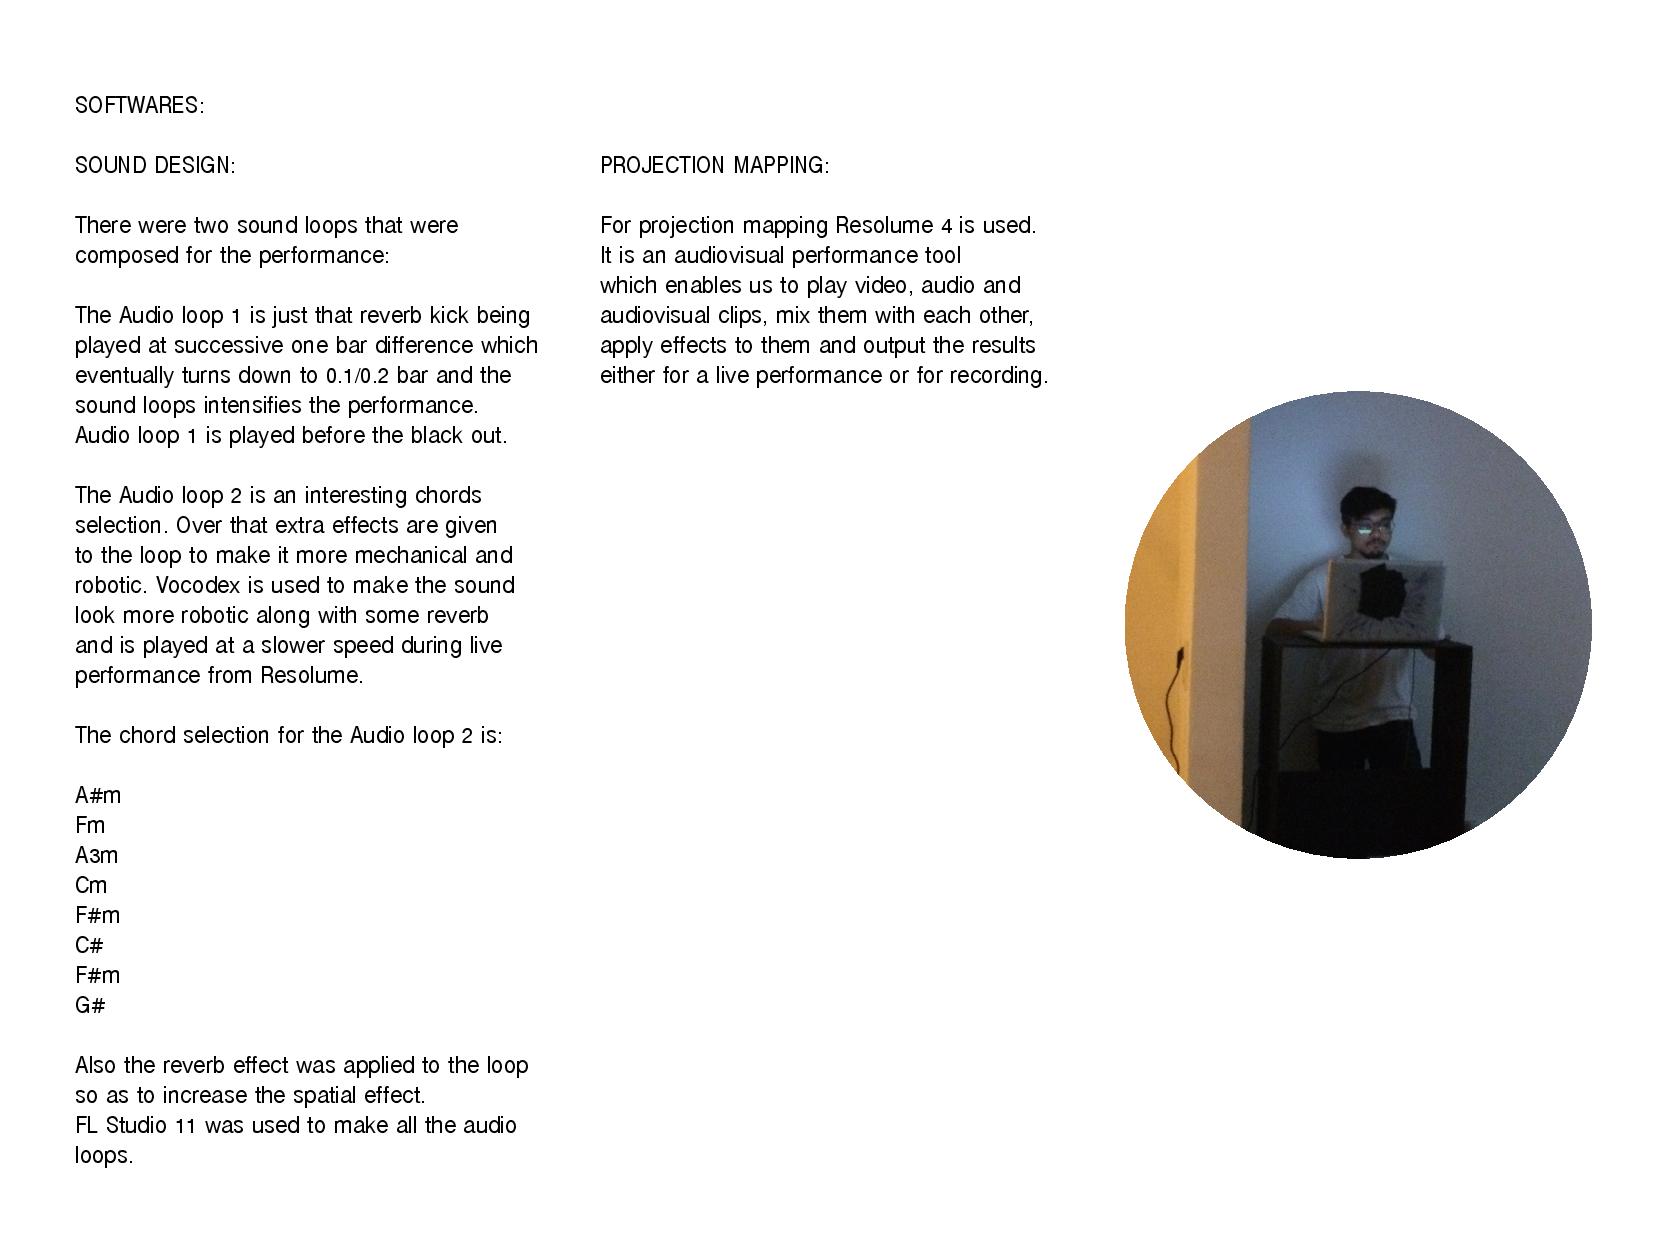 SOFTWARES:
SOUND DESIGN:
There were two sound loops that were
composed for the performance:
The Audio loop 1 is just that reverb kick being
played at successive one bar difference which
eventually turns down to 0.1/0.2 bar and the
sound loops intensifies the performance.
Audio loop 1 is played before the black out.
The Audio loop 2 is an interesting chords
selection. Over that extra effects are given
to the loop to make it more mechanical and
robotic. Vocodex is used to make the sound
look more robotic along with some reverb
and is played at a slower speed during live
performance from Resolume.
The chord selection for the Audio loop 2 is:
A#m
Fm
A3m
Cm
F#m
C#
F#m
G#
Also the reverb effect was applied to the loop
so as to increase the spatial effect.
FL Studio 11 was used to make all the audio
loops.
PROJECTION MAPPING:
For projection mapping Resolume 4 is used.
It is an audiovisual performance tool
which enables us to play video, audio and
audiovisual clips, mix them with each other,
apply effects to them and output the results
either for a live performance or for recording.